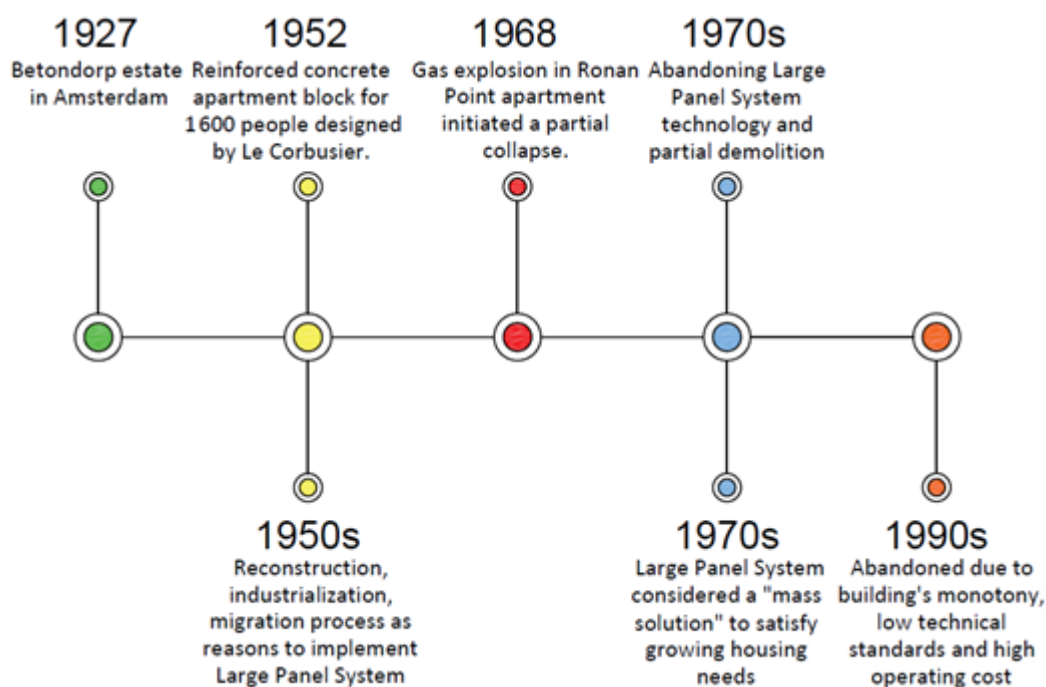 1927
Betondorp estate
in Amsterdam
1952
Reinforced concrete
apartment block for
1600 people designed
by Le Corbusier.
1968
Gas explosion in Ronan
Point apartment
initiated a partial
collapse.
1970s
Abandoning Large
Panel System
technology and
partial demolition
1950s
Reconstruction,
industrialization,
migration process as
reasons to implement
Large Panel System
1970s
Large Panel System
considered a "mass
solution" to satisfy
growing housing
needs
1990s
Abandoned due to
building's monotony,
low technical
standards and high
operating cost